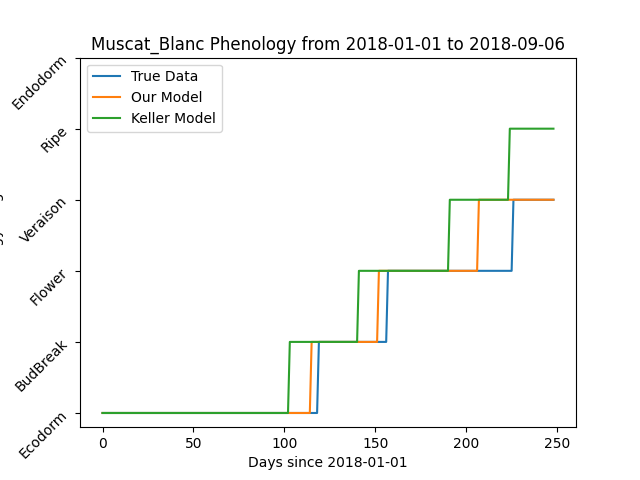 Muscat_Blanc Phenology from 2018-01-01 to 2018-09-06
True Data
Our Model
Keller Model
Endodorm
Ripe
Veraison
Flower
BudBreak
Ecodorm
0 50 100 150 200 250
Days since 2018-01-01